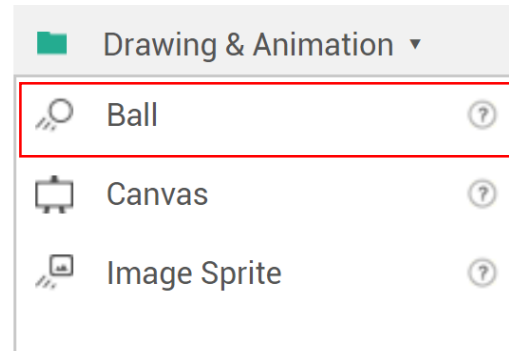 Drawing & Animation ▾
Ball ?
Canvas ?
Image Sprite ?